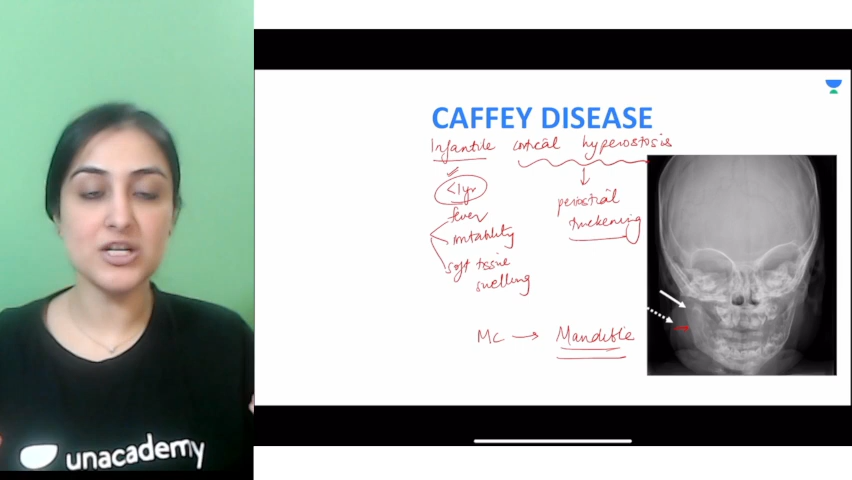 CAFFEY DISEASE
Infantile cortical hyperostosis
<1yr
fever
irritability
soft tissue
swelling
periosteal
thickening
MC → Mandible
unacademy